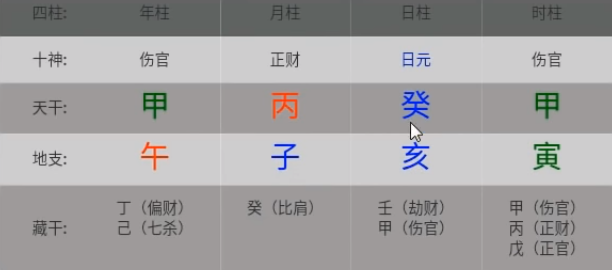 四柱: 年柱 月柱 日柱 时柱
十神: 伤官 正财 日元 伤官
天干: 甲 丙 癸 甲
地支: 午 子 亥 寅
藏干: 丁（偏财） 癸（比肩） 壬（劫财） 甲（伤官）
己（七杀） 甲（伤官） 丙（正财）
戊（正官）